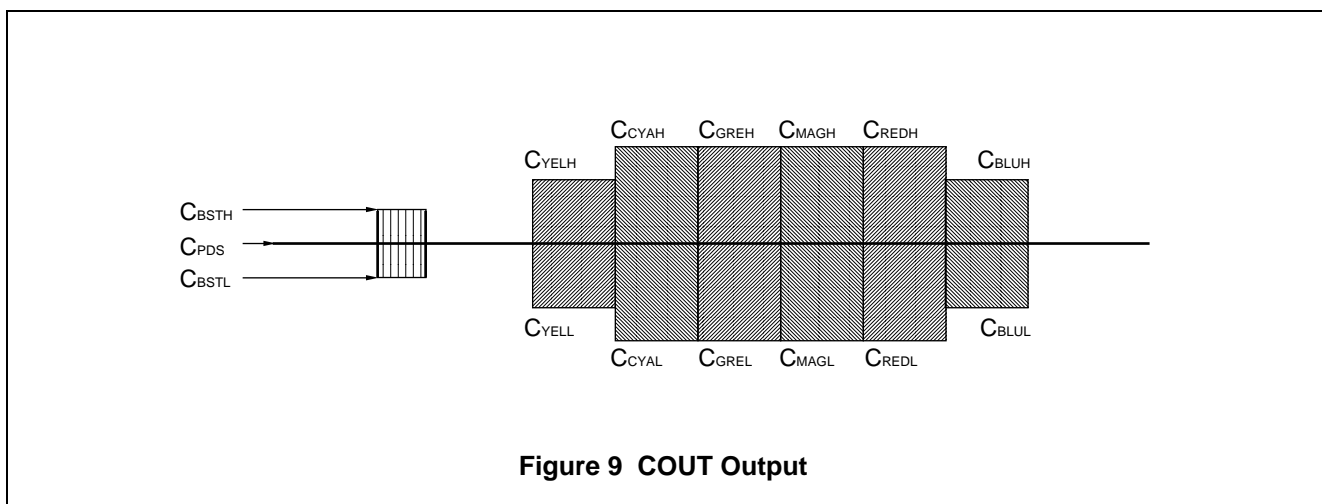 CCYAH CGREH CMAGH CREDH
CYELH CBLUH
CBSTH
CPDS
CBSTL
CYELL CBLUL
CCYAL CGREL CMAGL CREDL
Figure 9 COUT Output